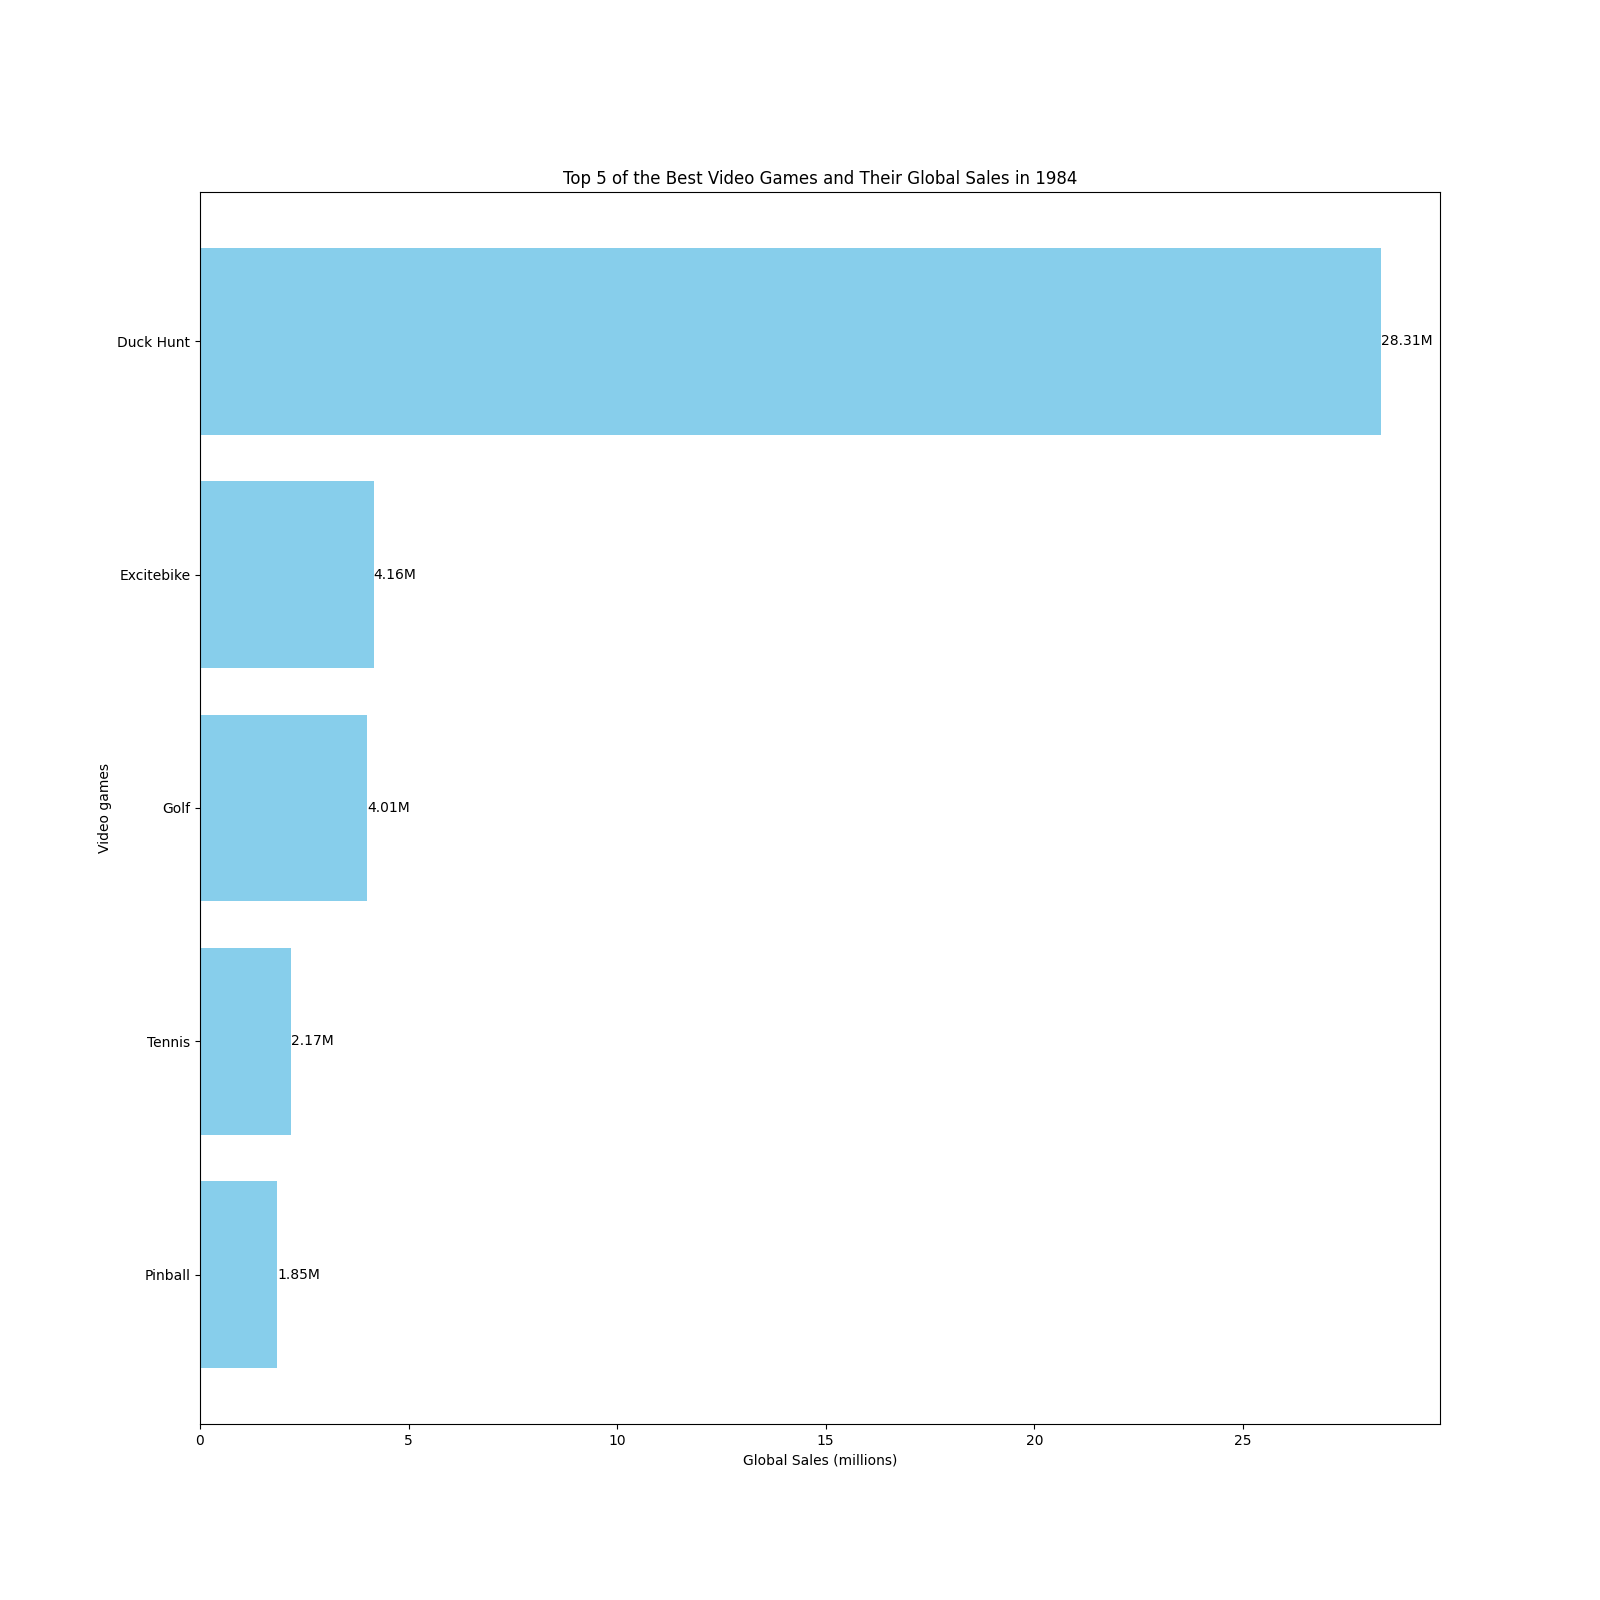 Top 5 of the Best Video Games and Their Global Sales in 1984
Duck Hunt
28.31M
Excitebike
4.16M
Golf
4.01M
Tennis
2.17M
Pinball
1.85M
Video games
0
5
10
15
20
25
Global Sales (millions)